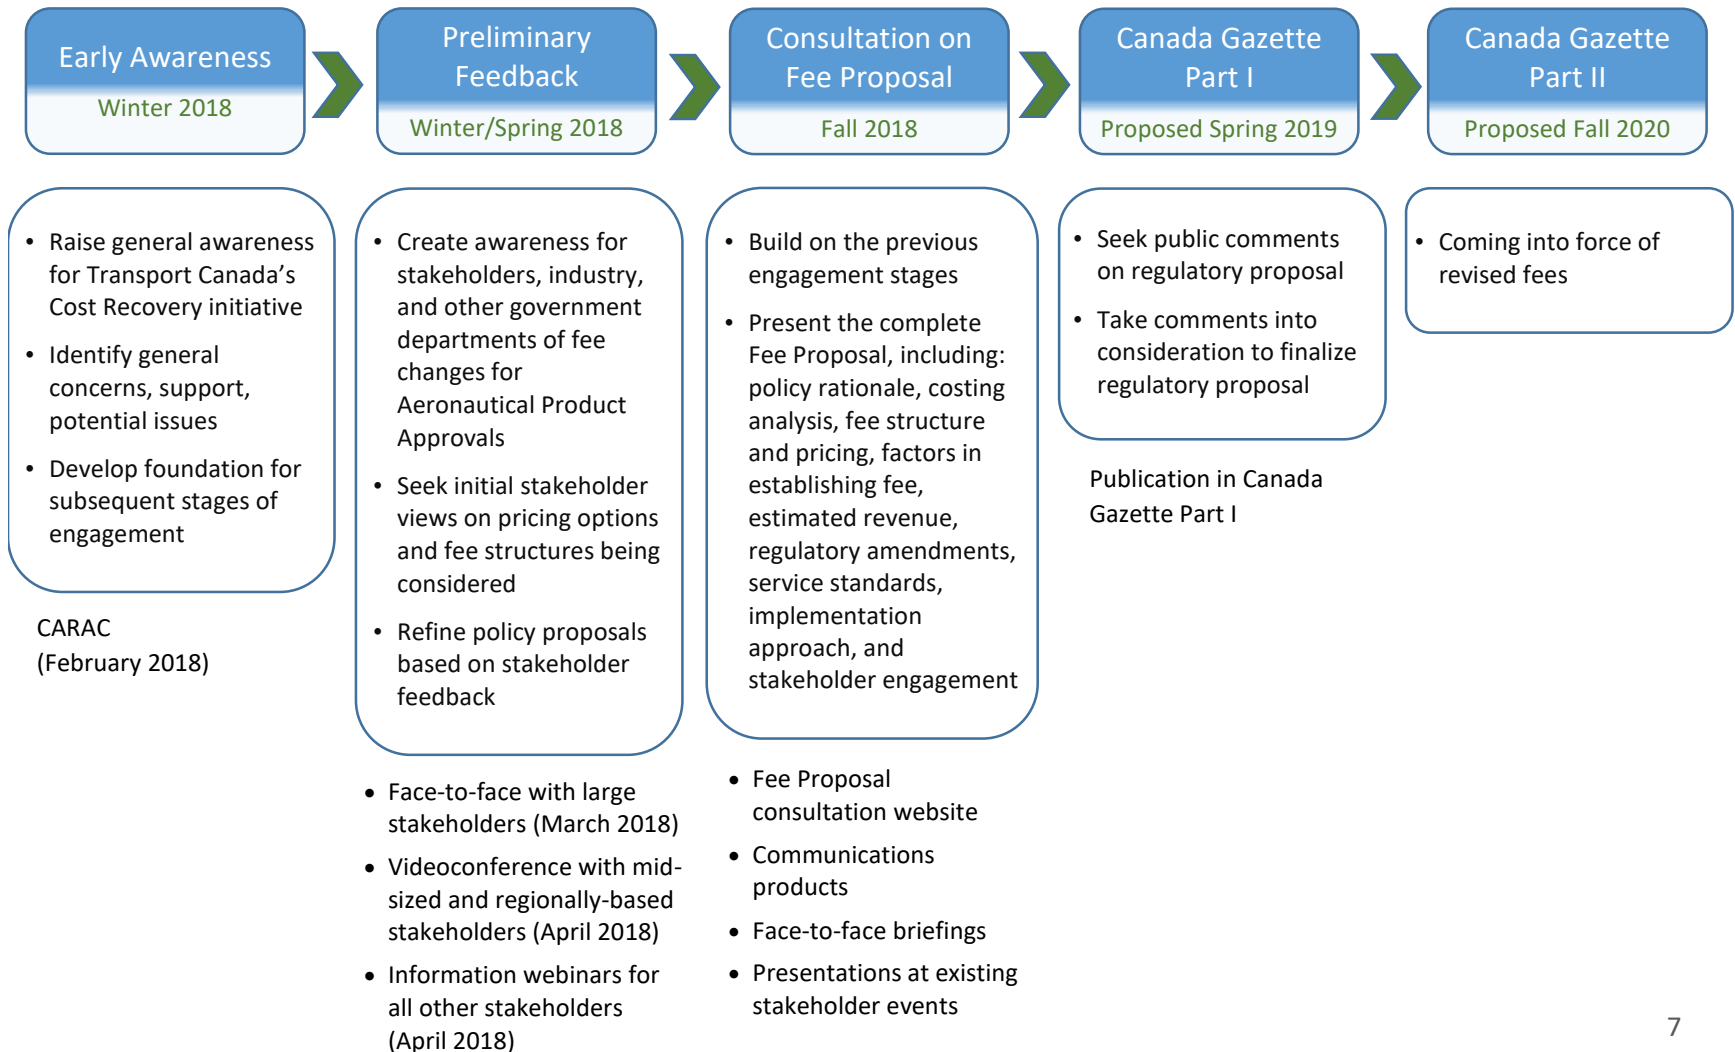 Early Awareness
Winter 2018
Preliminary
Feedback
Winter/Spring 2018
Consultation on
Fee Proposal
Fall 2018
Canada Gazette
Part I
Proposed Spring 2019
Canada Gazette
Part II
Proposed Fall 2020
• Raise general awareness
for Transport Canada’s
Cost Recovery initiative
• Identify general
concerns, support,
potential issues
• Develop foundation for
subsequent stages of
engagement
CARAC
(February 2018)
• Create awareness for
stakeholders, industry,
and other government
departments of fee
changes for
Aeronautical Product
Approvals
• Seek initial stakeholder
views on pricing options
and fee structures being
considered
• Refine policy proposals
based on stakeholder
feedback
• Face-to-face with large
stakeholders (March 2018)
• Videoconference with mid-
sized and regionally-based
stakeholders (April 2018)
• Information webinars for
all other stakeholders
(April 2018)
• Build on the previous
engagement stages
• Present the complete
Fee Proposal, including:
policy rationale, costing
analysis, fee structure
and pricing, factors in
establishing fee,
estimated revenue,
regulatory amendments,
service standards,
implementation
approach, and
stakeholder engagement
• Fee Proposal
consultation website
• Communications
products
• Face-to-face briefings
• Presentations at existing
stakeholder events
• Seek public comments
on regulatory proposal
• Take comments into
consideration to finalize
regulatory proposal
Publication in Canada
Gazette Part I
• Coming into force of
revised fees
7